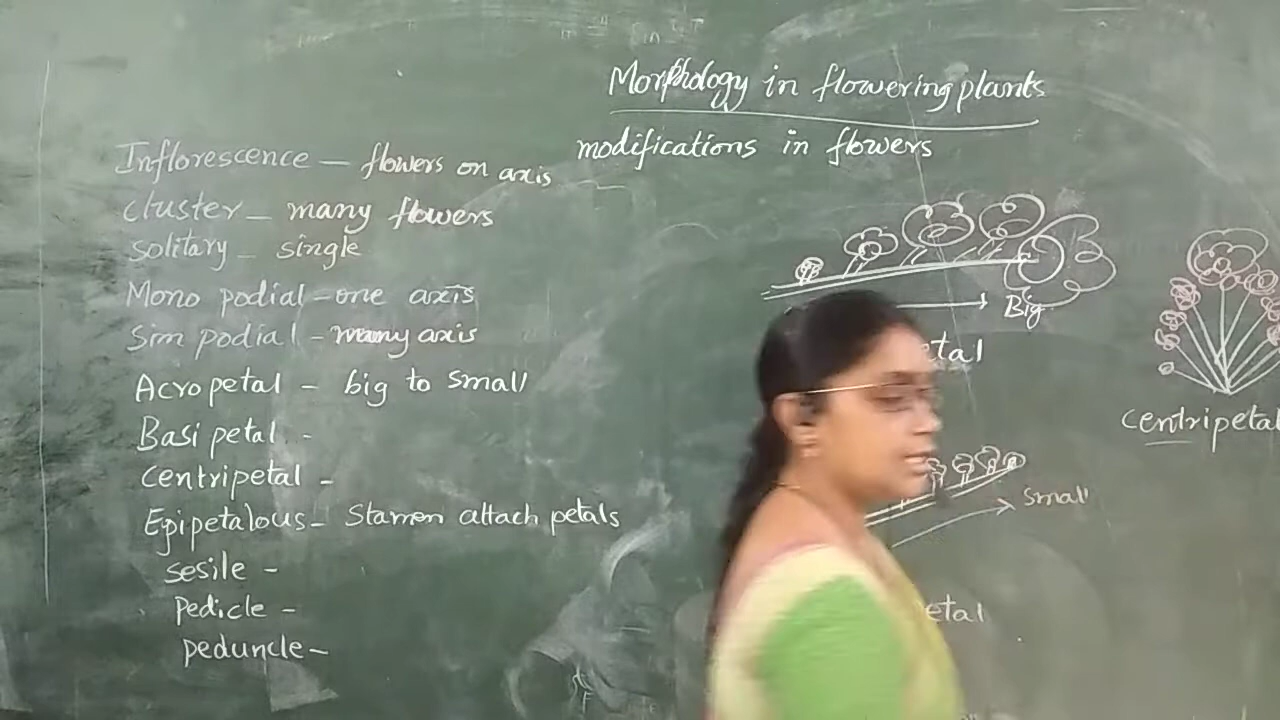 Morphology in flowering plants
modifications in flowers
Inflorescence — flowers on axis
cluster — many flowers
solitary — single
Mono podial — one axis
Sim podial - many axis
Acropetal - big to small
Basi petal -
centripetal -
Epipetalous - Stamen attach petals
sesile -
Pedicle -
peduncle -
Big
etal
centripetal
Small
etal